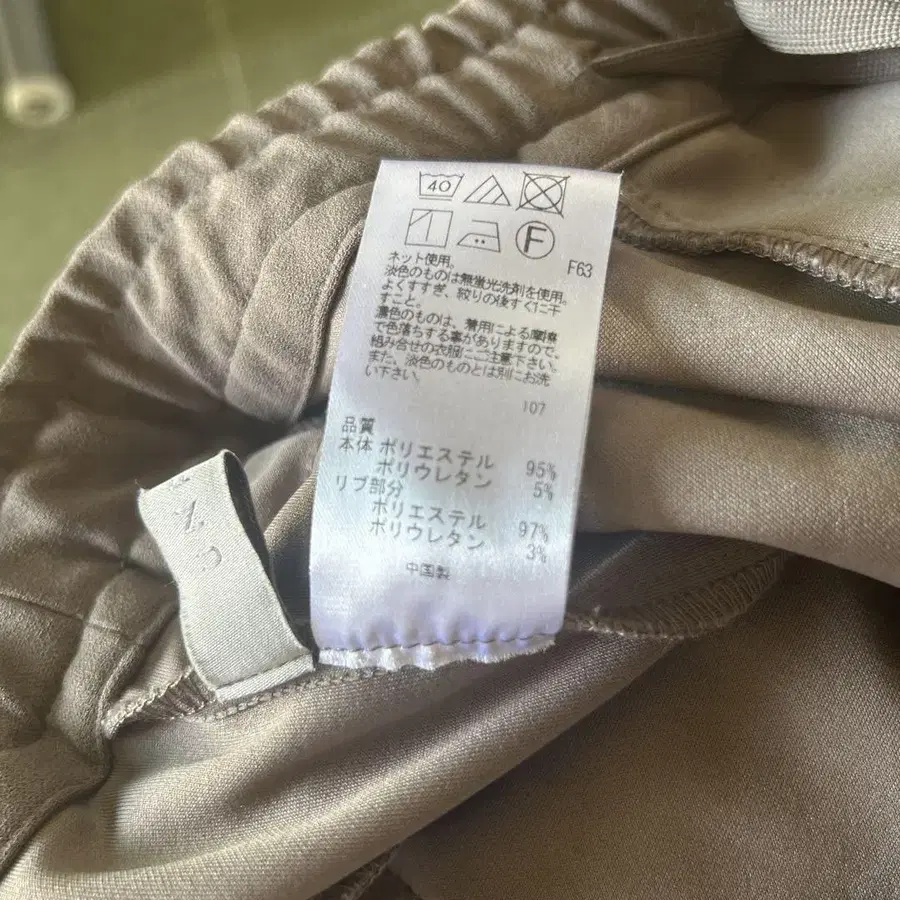 40
F
F63
ネット使用。
淡色のものは無蛍光洗剤を使用。
よくすすぎ、絞りの後すぐに干
すこと。
濃色のものは、着用による摩擦
で色落ちする事がありますので、
組み合せの衣服にご注意下さい。
また、淡色のものとは別にお洗
い下さい。
107
品質
本体 ポリエステル 95%
ポリウレタン 5%
リブ部分
ポリエステル 97%
ポリウレタン 3%
中国製